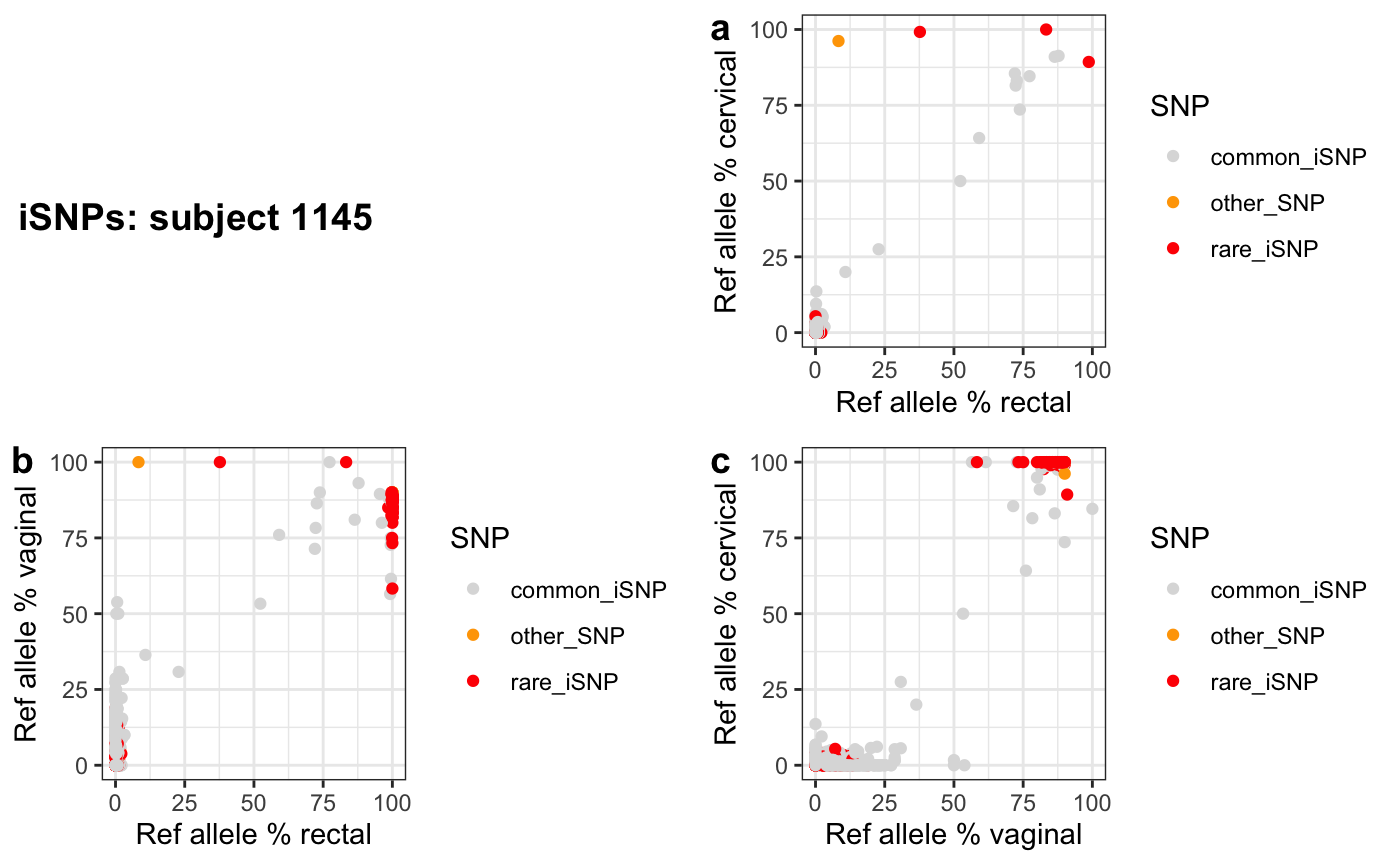 iSNPs: subject 1145
a
Ref allele % cervical
100
75
50
25
0
0 25 50 75 100
Ref allele % rectal
SNP
common_iSNP
other_SNP
rare_iSNP
b
Ref allele % vaginal
100
75
50
25
0
0 25 50 75 100
Ref allele % rectal
SNP
common_iSNP
other_SNP
rare_iSNP
c
Ref allele % cervical
100
75
50
25
0
0 25 50 75 100
Ref allele % vaginal
SNP
common_iSNP
other_SNP
rare_iSNP